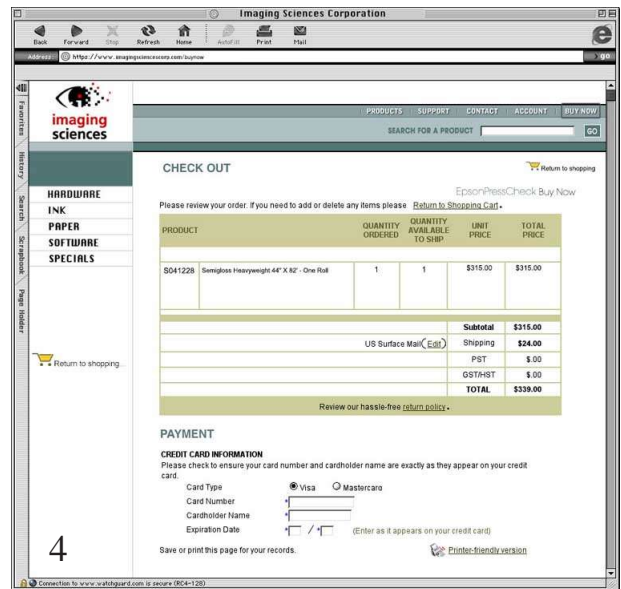 Imaging Sciences Corporation
Back Forward Stop Refresh Home AutoFill Print Mail
Address: https://www.imagingsciencescorp.com/buynow go
Favorites
History
Search
Scrapbook
Page Holder
imaging
sciences
PRODUCTS SUPPORT CONTACT ACCOUNT BUY NOW
SEARCH FOR A PRODUCT GO
HARDWARE
INK
PAPER
SOFTWARE
SPECIALS
Return to shopping...
CHECK OUT
Return to shopping
EpsonPressCheck Buy Now
Please review your order. If you need to add or delete any items please Return to Shopping Cart.
PRODUCT QUANTITY ORDERED QUANTITY AVAILABLE TO SHIP UNIT PRICE TOTAL PRICE
S041228 Semigloss Heavyweight 44" X 82' - One Roll 1 1 $315.00 $315.00
Subtotal $315.00
US Surface Mail (Edit) Shipping $24.00
PST $.00
GST/HST $.00
TOTAL $339.00
Review our hassle-free return policy.
PAYMENT
CREDIT CARD INFORMATION
Please check to ensure your card number and cardholder name are exactly as they appear on your credit
card.
Card Type Visa Mastercard
Card Number *
Cardholder Name *
Expiration Date * / * (Enter as it appears on your credit card)
Save or print this page for your records. Printer-friendly version
4
Connection to www.watchguard.com is secure (RC4-128)